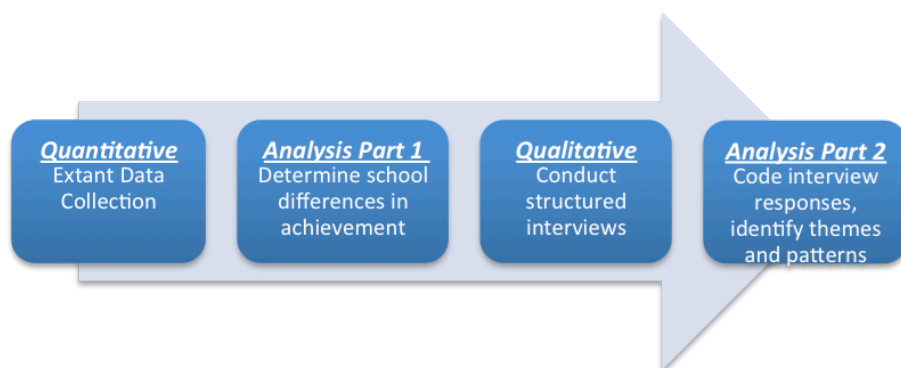 Quantitative
Extant Data
Collection
Analysis Part 1
Determine school
differences in
achievement
Qualitative
Conduct
structured
interviews
Analysis Part 2
Code interview
responses,
identify themes
and patterns